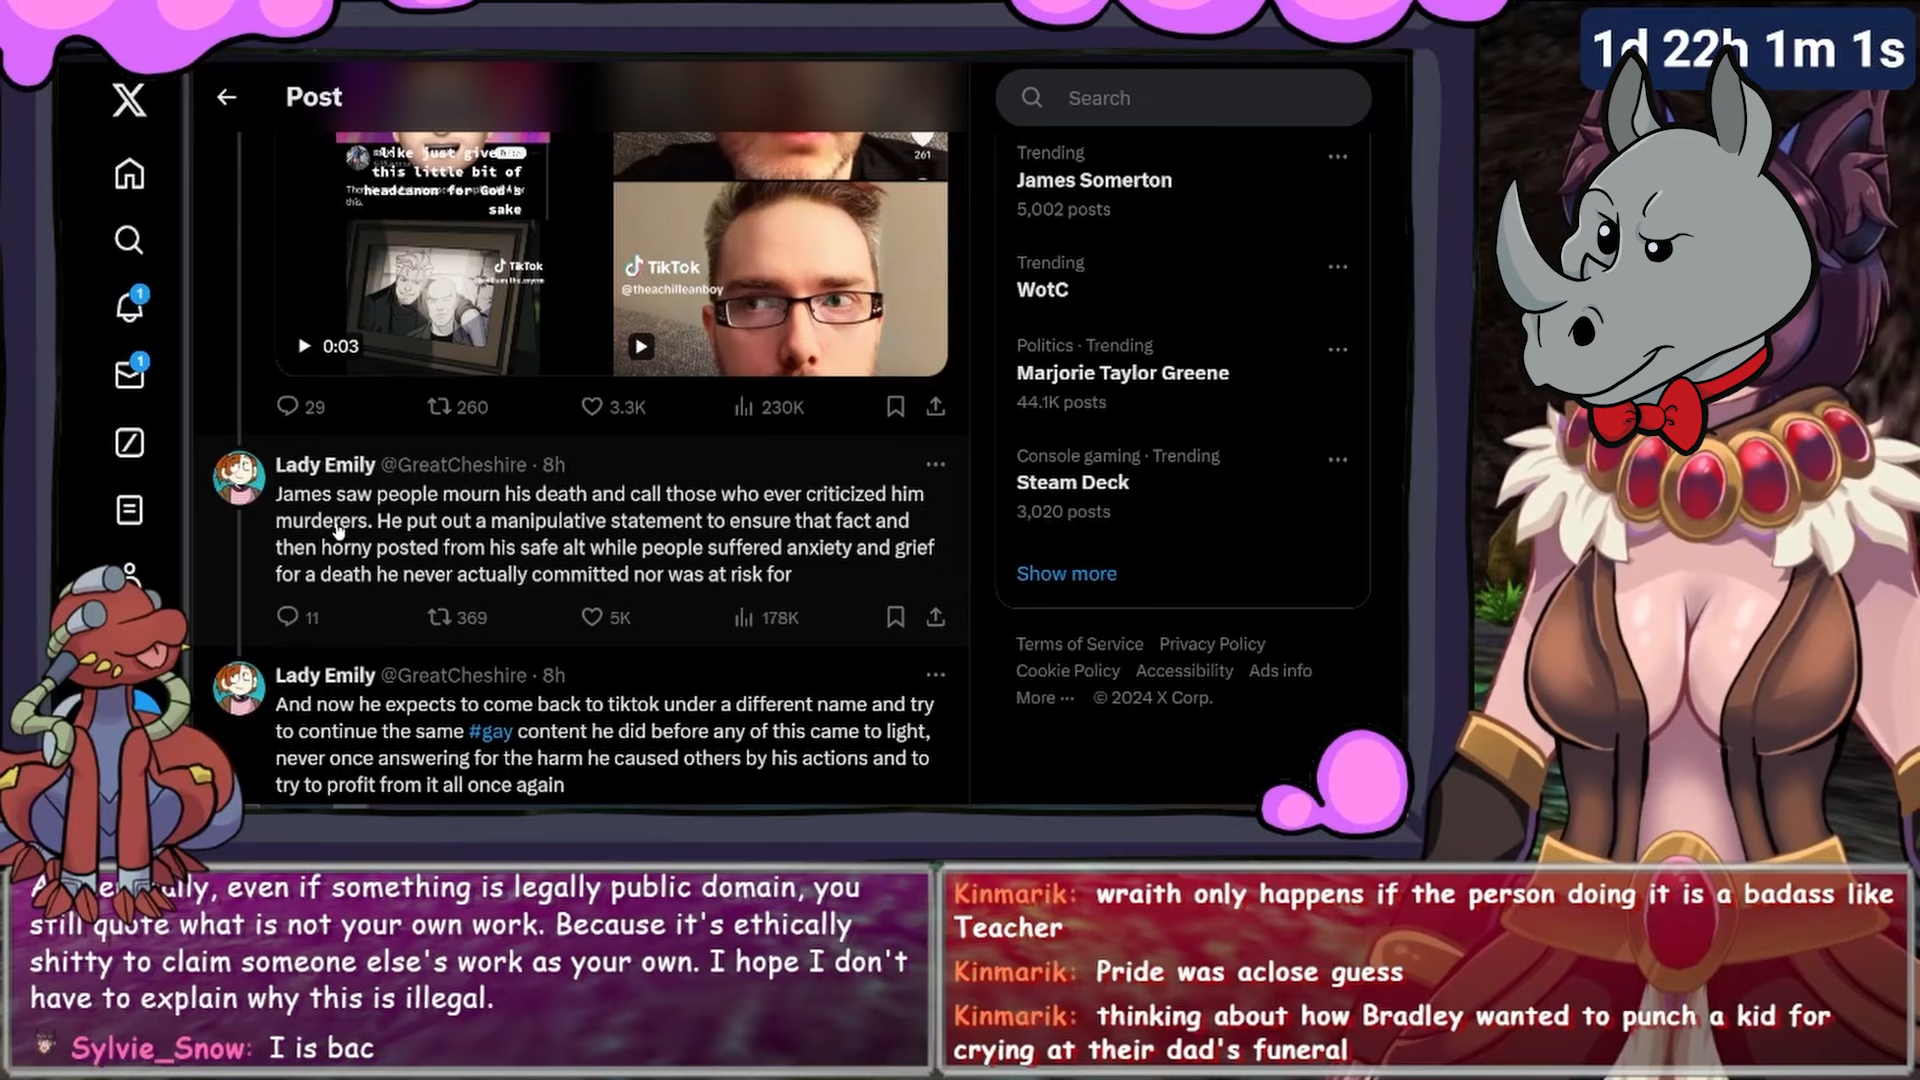 1d 22h 1m 1s
Post
Search
like just give
this little bit of
headcanon for God's
sake
this.
TikTok
0:03
261
TikTok
@theachilleanboy
29 260 3.3K 230K
Lady Emily @GreatCheshire · 8h
James saw people mourn his death and call those who ever criticized him
murderers. He put out a manipulative statement to ensure that fact and
then horny posted from his safe alt while people suffered anxiety and grief
for a death he never actually committed nor was at risk for
11 369 5K 178K
Lady Emily @GreatCheshire · 8h
And now he expects to come back to tiktok under a different name and try
to continue the same #gay content he did before any of this came to light,
never once answering for the harm he caused others by his actions and to
try to profit from it all once again
1
1
Trending
James Somerton
5,002 posts
Trending
WotC
Politics · Trending
Marjorie Taylor Greene
44.1K posts
Console gaming · Trending
Steam Deck
3,020 posts
Show more
Terms of Service Privacy Policy
Cookie Policy Accessibility Ads info
More ··· © 2024 X Corp.
even if something is legally public domain, you
still quote what is not your own work. Because it's ethically
shitty to claim someone else's work as your own. I hope I don't
have to explain why this is illegal.
Sylvie_Snow: I is bac
Kinmarik: wraith only happens if the person doing it is a badass like
Teacher
Kinmarik: Pride was aclose guess
Kinmarik: thinking about how Bradley wanted to punch a kid for
crying at their dad's funeral